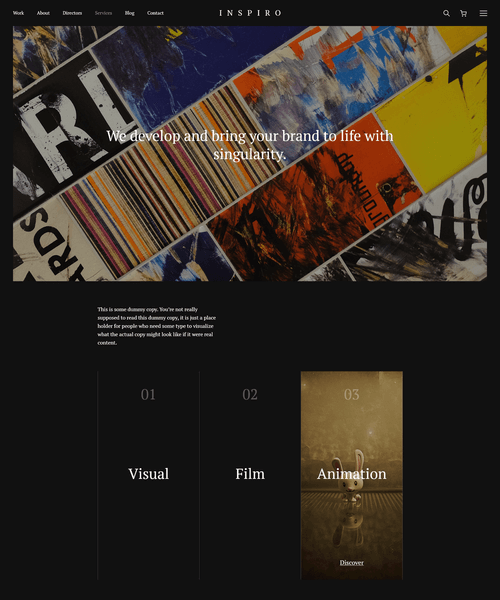 Work About Directors Services Blog Contact
INSPIRO
We develop and bring your brand to life with
singularity.
This is some dummy copy. You're not really
supposed to read this dummy copy, it is just a place
holder for people who need some type to visualize
what the actual copy might look like if it were real
content.
01 02 03
Visual Film Animation
Discover